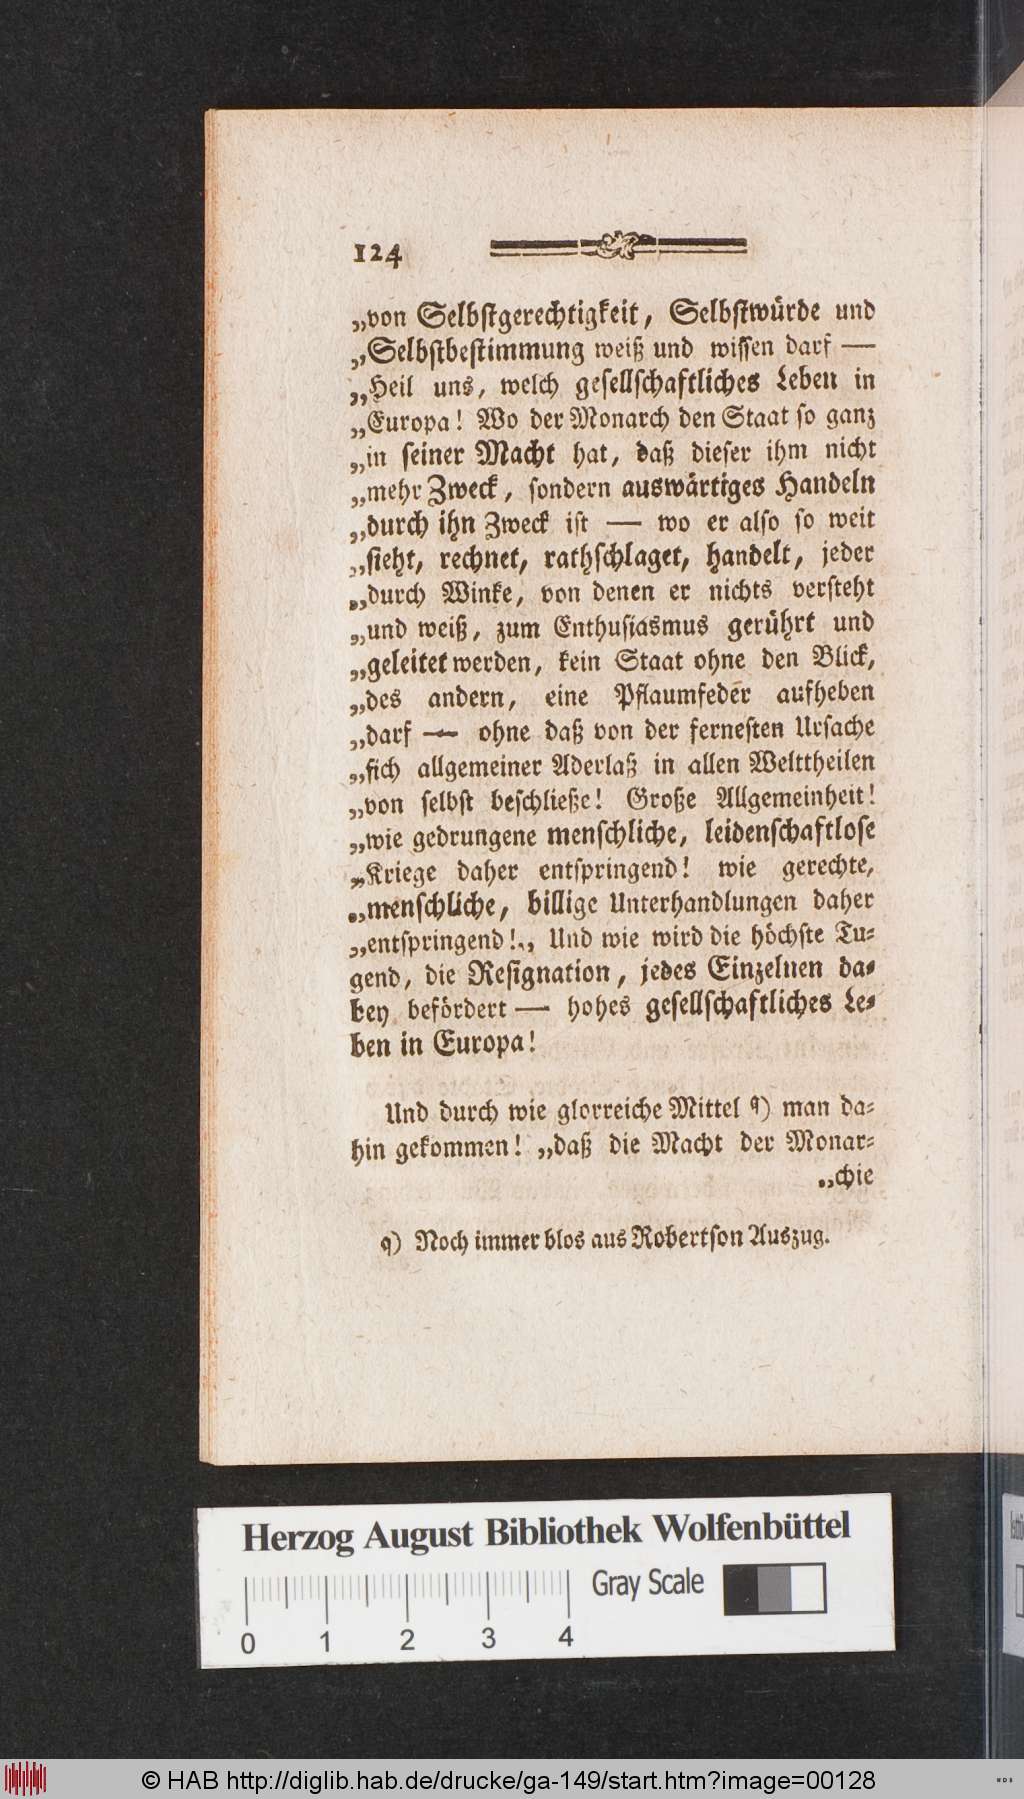 124
„von Selbstgerechtigkeit, Selbstwürde und
„Selbstbestimmung weiß und wissen darf —
„Heil uns, welch gesellschaftliches Leben in
„Europa! Wo der Monarch den Staat so ganz
„in seiner Macht hat, daß dieser ihm nicht
„mehr Zweck, sondern auswärtiges Handeln
„durch ihn Zweck ist — wo er also so weit
„sieht, rechnet, rathschlaget, handelt, jeder
„durch Winke, von denen er nichts versteht
„und weiß, zum Enthusiasmus gerührt und
„geleitet werden, kein Staat ohne den Blick,
„des andern, eine Pflaumfeder aufheben
„darf — ohne daß von der fernesten Ursache
„sich allgemeiner Aderlaß in allen Welttheilen
„von selbst beschließe! Große Allgemeinheit!
„wie gedrungene menschliche, leidenschaftlose
„Kriege daher entspringend! wie gerechte,
„menschliche, billige Unterhandlungen daher
„entspringend!„ Und wie wird die höchste Tu-
gend, die Resignation, jedes Einzelnen da-
bey befördert — hohes gesellschaftliches Le-
ben in Europa!
Und durch wie glorreiche Mittel q) man da-
hin gekommen! „daß die Macht der Monar-
„chie
q) Noch immer blos aus Robertson Auszug.
Herzog August Bibliothek Wolfenbüttel
Gray Scale
0 1 2 3 4
© HAB http://diglib.hab.de/drucke/ga-149/start.htm?image=00128